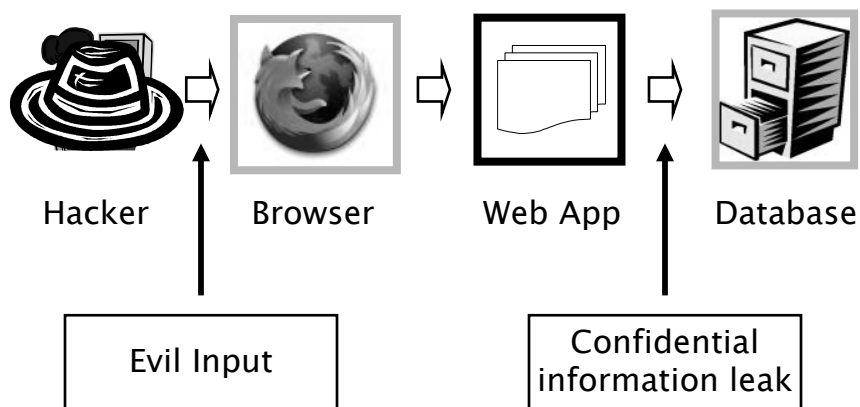 Hacker
Browser
Web App
Database
Evil Input
Confidential
information leak